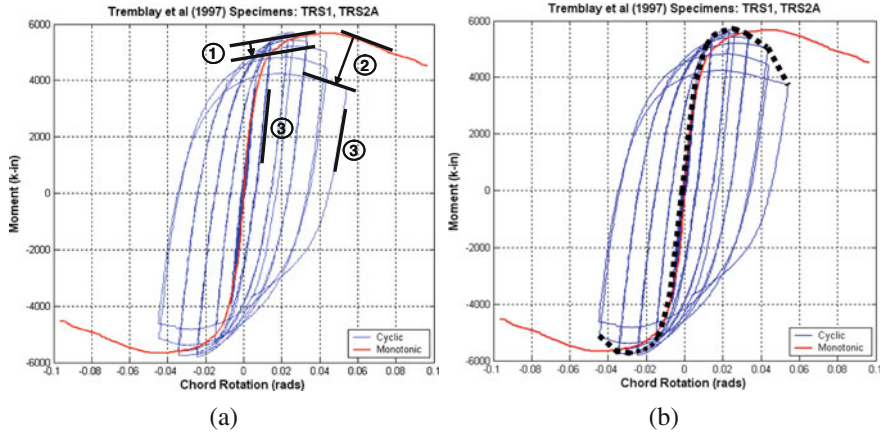 Tremblay et al (1997) Specimens: TRS1, TRS2A
Moment (k-in)
6000
4000
2000
0
-2000
-4000
-6000
①
②
③
③
Cyclic
Monotonic
-0.1 -0.08 -0.06 -0.04 -0.02 0 0.02 0.04 0.06 0.08 0.1
Chord Rotation (rads)
(a)
Tremblay et al (1997) Specimens: TRS1, TRS2A
Moment (k-in)
6000
4000
2000
0
-2000
-4000
-6000
Cyclic
Monotonic
-0.1 -0.08 -0.06 -0.04 -0.02 0 0.02 0.04 0.06 0.08 0.1
Chord Rotation (rads)
(b)